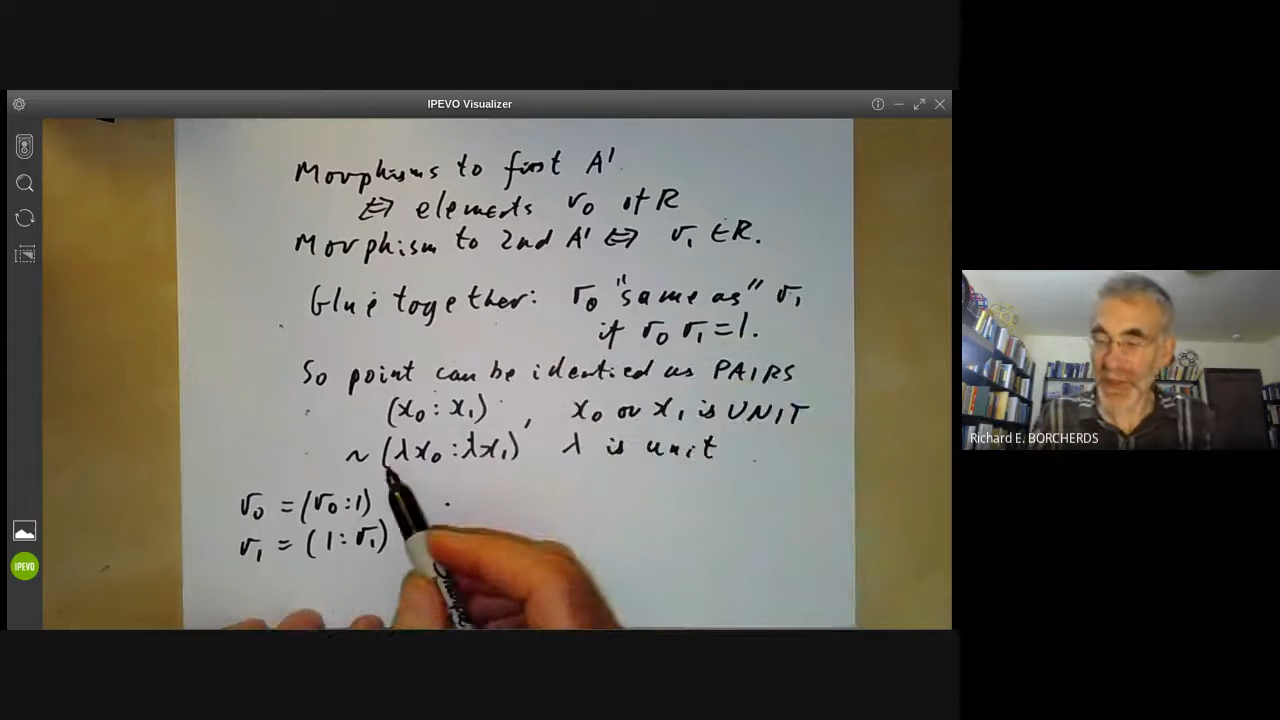 IPEVO Visualizer
Morphisms to first A¹.
⇔ elements r₀ of R
Morphism to 2nd A¹ ⇔ r₁ ∈ R.
Glue together: r₀ "same as" r₁
if r₀ r₁ = 1.
So point can be identied as PAIRS
(x₀ : x₁) , x₀ or x₁ is UNIT
~ (λx₀ : λx₁) λ is unit
r₀ = (r₀ : 1)
r₁ = (1 : r₁)
IPEVO
Richard E. BORCHERDS